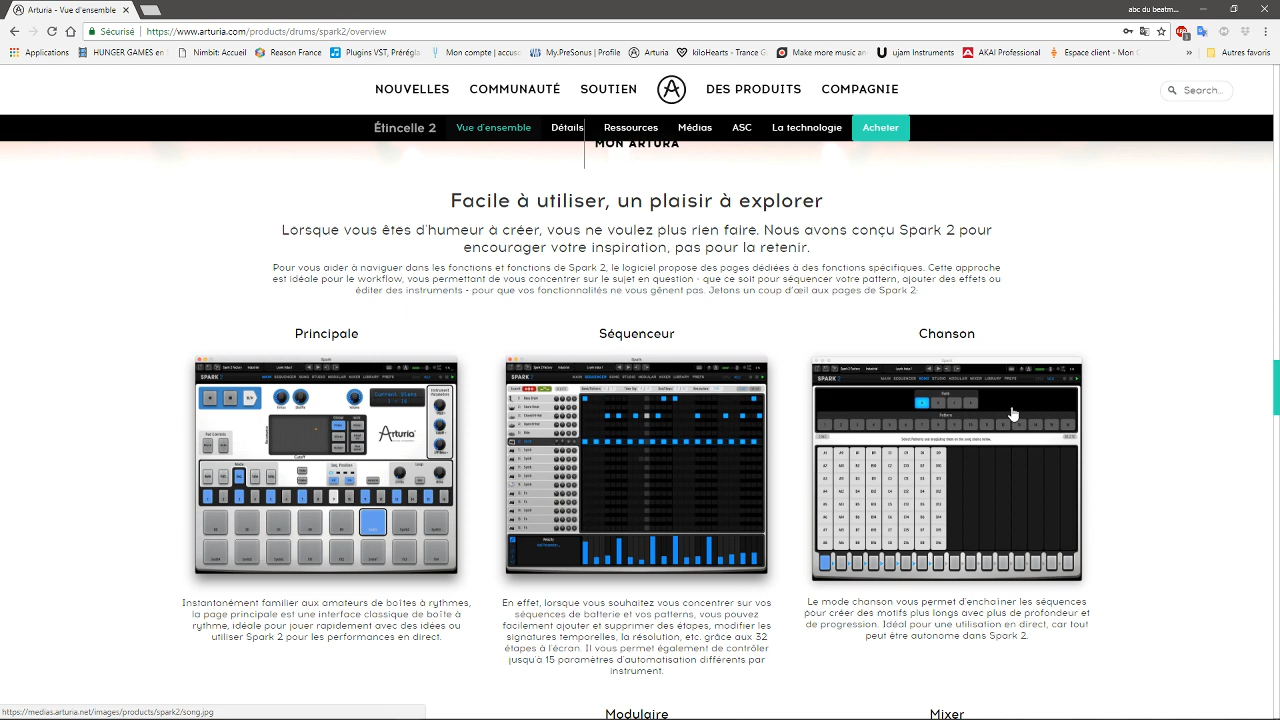 Arturia - Vue d'ensemble
abc du beatm...
Sécurisé
https://www.arturia.com/products/drums/spark2/overview
Applications
HUNGER GAMES en
Nimbit: Accueil
Reason France
Plugins VST, Prérégla
Mon compte | accusc
My.PreSonus | Profile
Arturia
kiloHearts - Trance G
Make more music an
ujam Instruments
AKAI Professional
Espace client - Mon C
»
Autres favoris
NOUVELLES
COMMUNAUTÉ
SOUTIEN
DES PRODUITS
COMPAGNIE
Search...
Étincelle 2
Vue d'ensemble
Détails
Ressources
Médias
ASC
La technologie
Acheter
MON ARTURIA
Facile à utiliser, un plaisir à explorer
Lorsque vous êtes d'humeur à créer, vous ne voulez plus rien faire. Nous avons conçu Spark 2 pour
encourager votre inspiration, pas pour la retenir.
Pour vous aider à naviguer dans les fonctions et fonctions de Spark 2, le logiciel propose des pages dédiées à des fonctions spécifiques. Cette approche
est idéale pour le workflow, vous permettant de vous concentrer sur le sujet en question - que ce soit pour séquencer votre pattern, ajouter des effets ou
éditer des instruments - pour que vos fonctionnalités ne vous gênent pas. Jetons un coup d'œil aux pages de Spark 2:
Principale
Séquenceur
Chanson
SPARK 2
Arturia
SPARK 2
SPARK 2
Instantanément familier aux amateurs de boîtes à rythmes,
la page principale est une interface classique de boîte à
rythme, idéale pour jouer rapidement avec des idées ou
utiliser Spark 2 pour les performances en direct.
En effet, lorsque vous souhaitez vous concentrer sur vos
séquences de batterie et vos patterns, vous pouvez
facilement ajouter et supprimer des étapes, modifier les
signatures temporelles, la résolution, etc. grâce aux 32
étapes à l'écran. Il vous permet également de contrôler
jusqu'à 15 paramètres d'automatisation différents par
instrument.
Le mode chanson vous permet d'enchaîner les séquences
pour créer des motifs plus longs avec plus de profondeur et
de progression. Idéal pour une utilisation en direct, car tout
peut être autonome dans Spark 2.
Modulaire
Mixer
https://medias.arturia.net/images/products/spark2/song.jpg